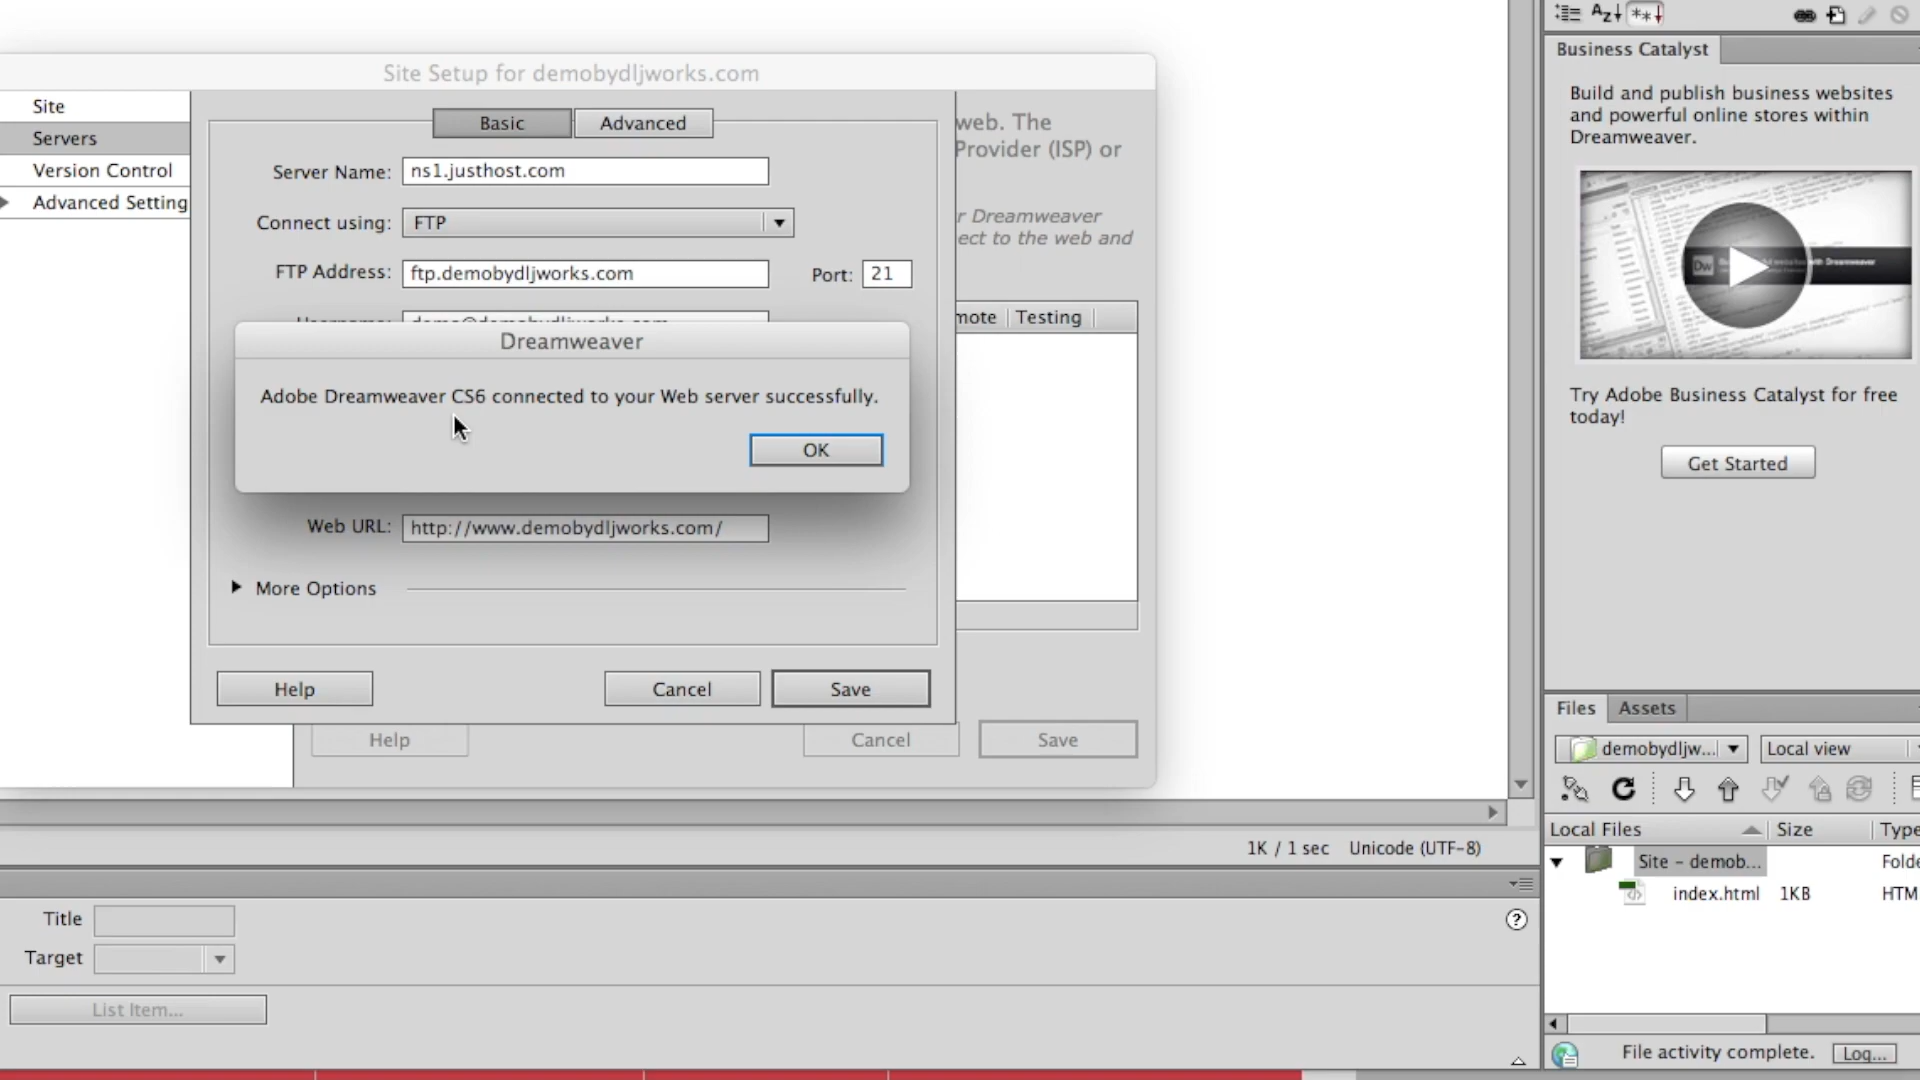 Site Setup for demobydljworks.com
Site
Servers
Version Control
Advanced Setting
Basic
Advanced
Server Name:
ns1.justhost.com
Connect using:
FTP
FTP Address:
ftp.demobydljworks.com
Port:
21
web. The
Provider (ISP) or
r Dreamweaver
ect to the web and
mote
Testing
Dreamweaver
Adobe Dreamweaver CS6 connected to your Web server successfully.
OK
Web URL:
http://www.demobydljworks.com/
More Options
Help
Cancel
Save
Help
Cancel
Save
1K / 1 sec
Unicode (UTF-8)
Title
Target
List Item...
Business Catalyst
Build and publish business websites
and powerful online stores within
Dreamweaver.
Try Adobe Business Catalyst for free
today!
Get Started
Files
Assets
demobydljw...
Local view
Local Files
Size
Type
Site – demob...
Folde
index.html
1KB
HTM
File activity complete.
Log...